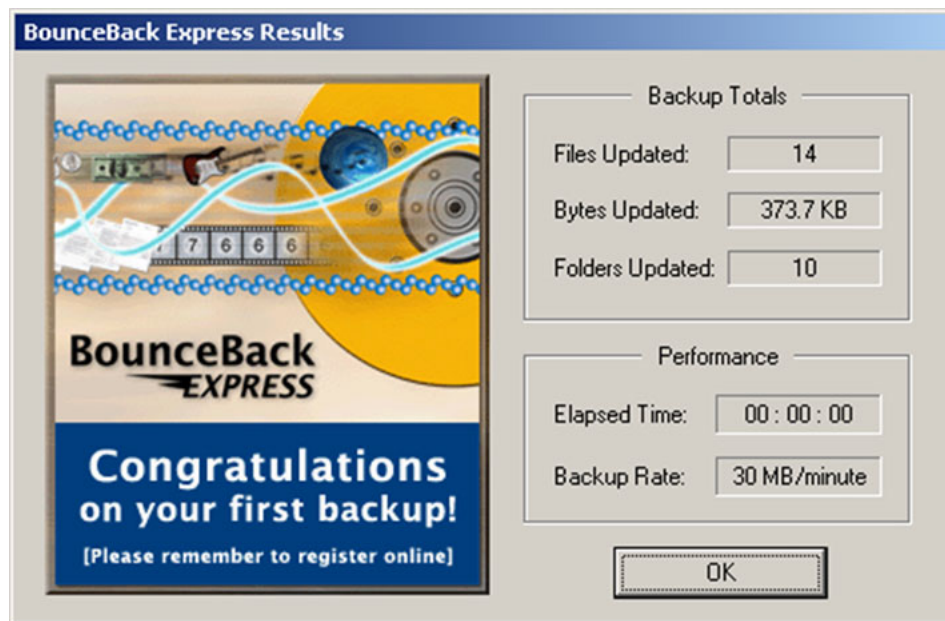 BounceBack Express Results
7 6 6 6
BounceBack
EXPRESS
Congratulations
on your first backup!
[Please remember to register online]
Backup Totals
Files Updated: 14
Bytes Updated: 373.7 KB
Folders Updated: 10
Performance
Elapsed Time: 00 : 00 : 00
Backup Rate: 30 MB/minute
OK